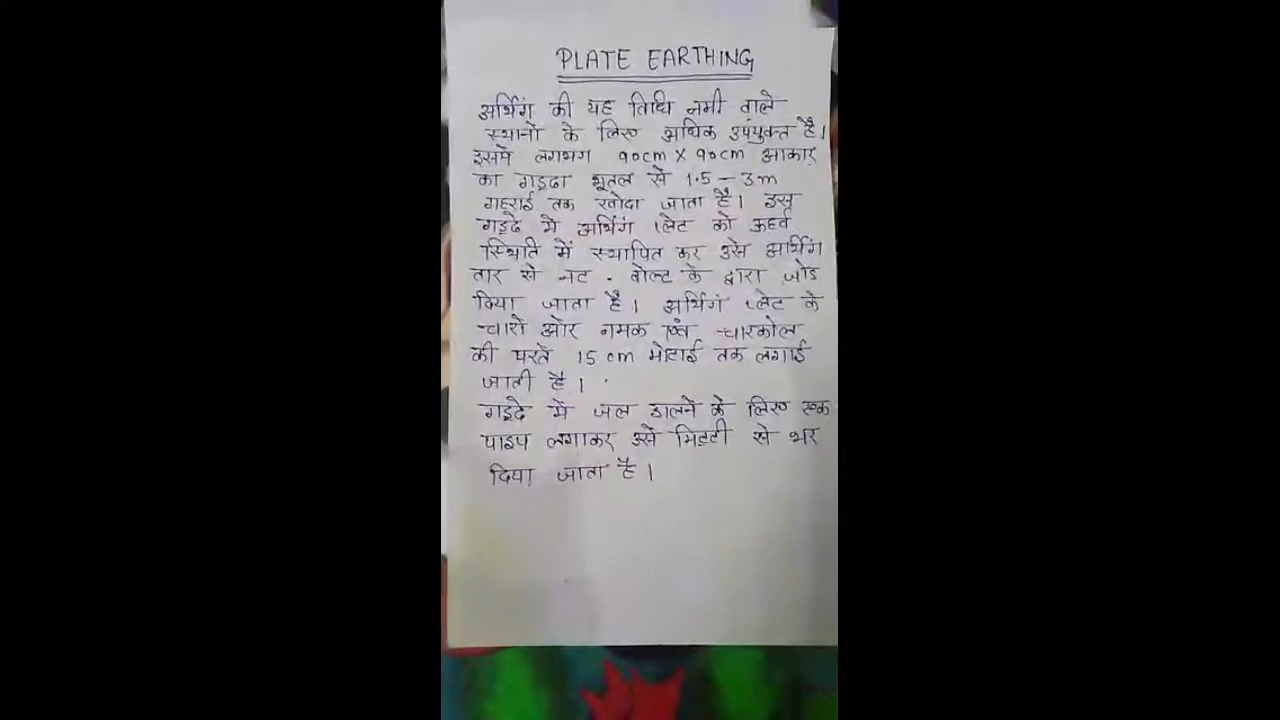 PLATE EARTHING
अर्थिंग की यह विधि नमी वाले
स्थानों के लिए अधिक उपयुक्त है।
इसमें लगभग 90cm X 90cm आकार
का गड्ढा भूतल से 1.5 - 3m
गहराई तक खोदा जाता है। इस
गड्ढे में अर्थिंग प्लेट को ऊर्ध्व
स्थिति में स्थापित कर उसे अर्थिंग
तार से नट - बोल्ट के द्वारा जोड
दिया जाता है। अर्थिंग प्लेट के
चारों ओर नमक एवं चारकोल
की परतें 15 cm मोटाई तक लगाई
जाती है।
गड्ढे में जल डालने के लिए एक
पाइप लगाकर उसे मिट्टी से भर
दिया जाता है।